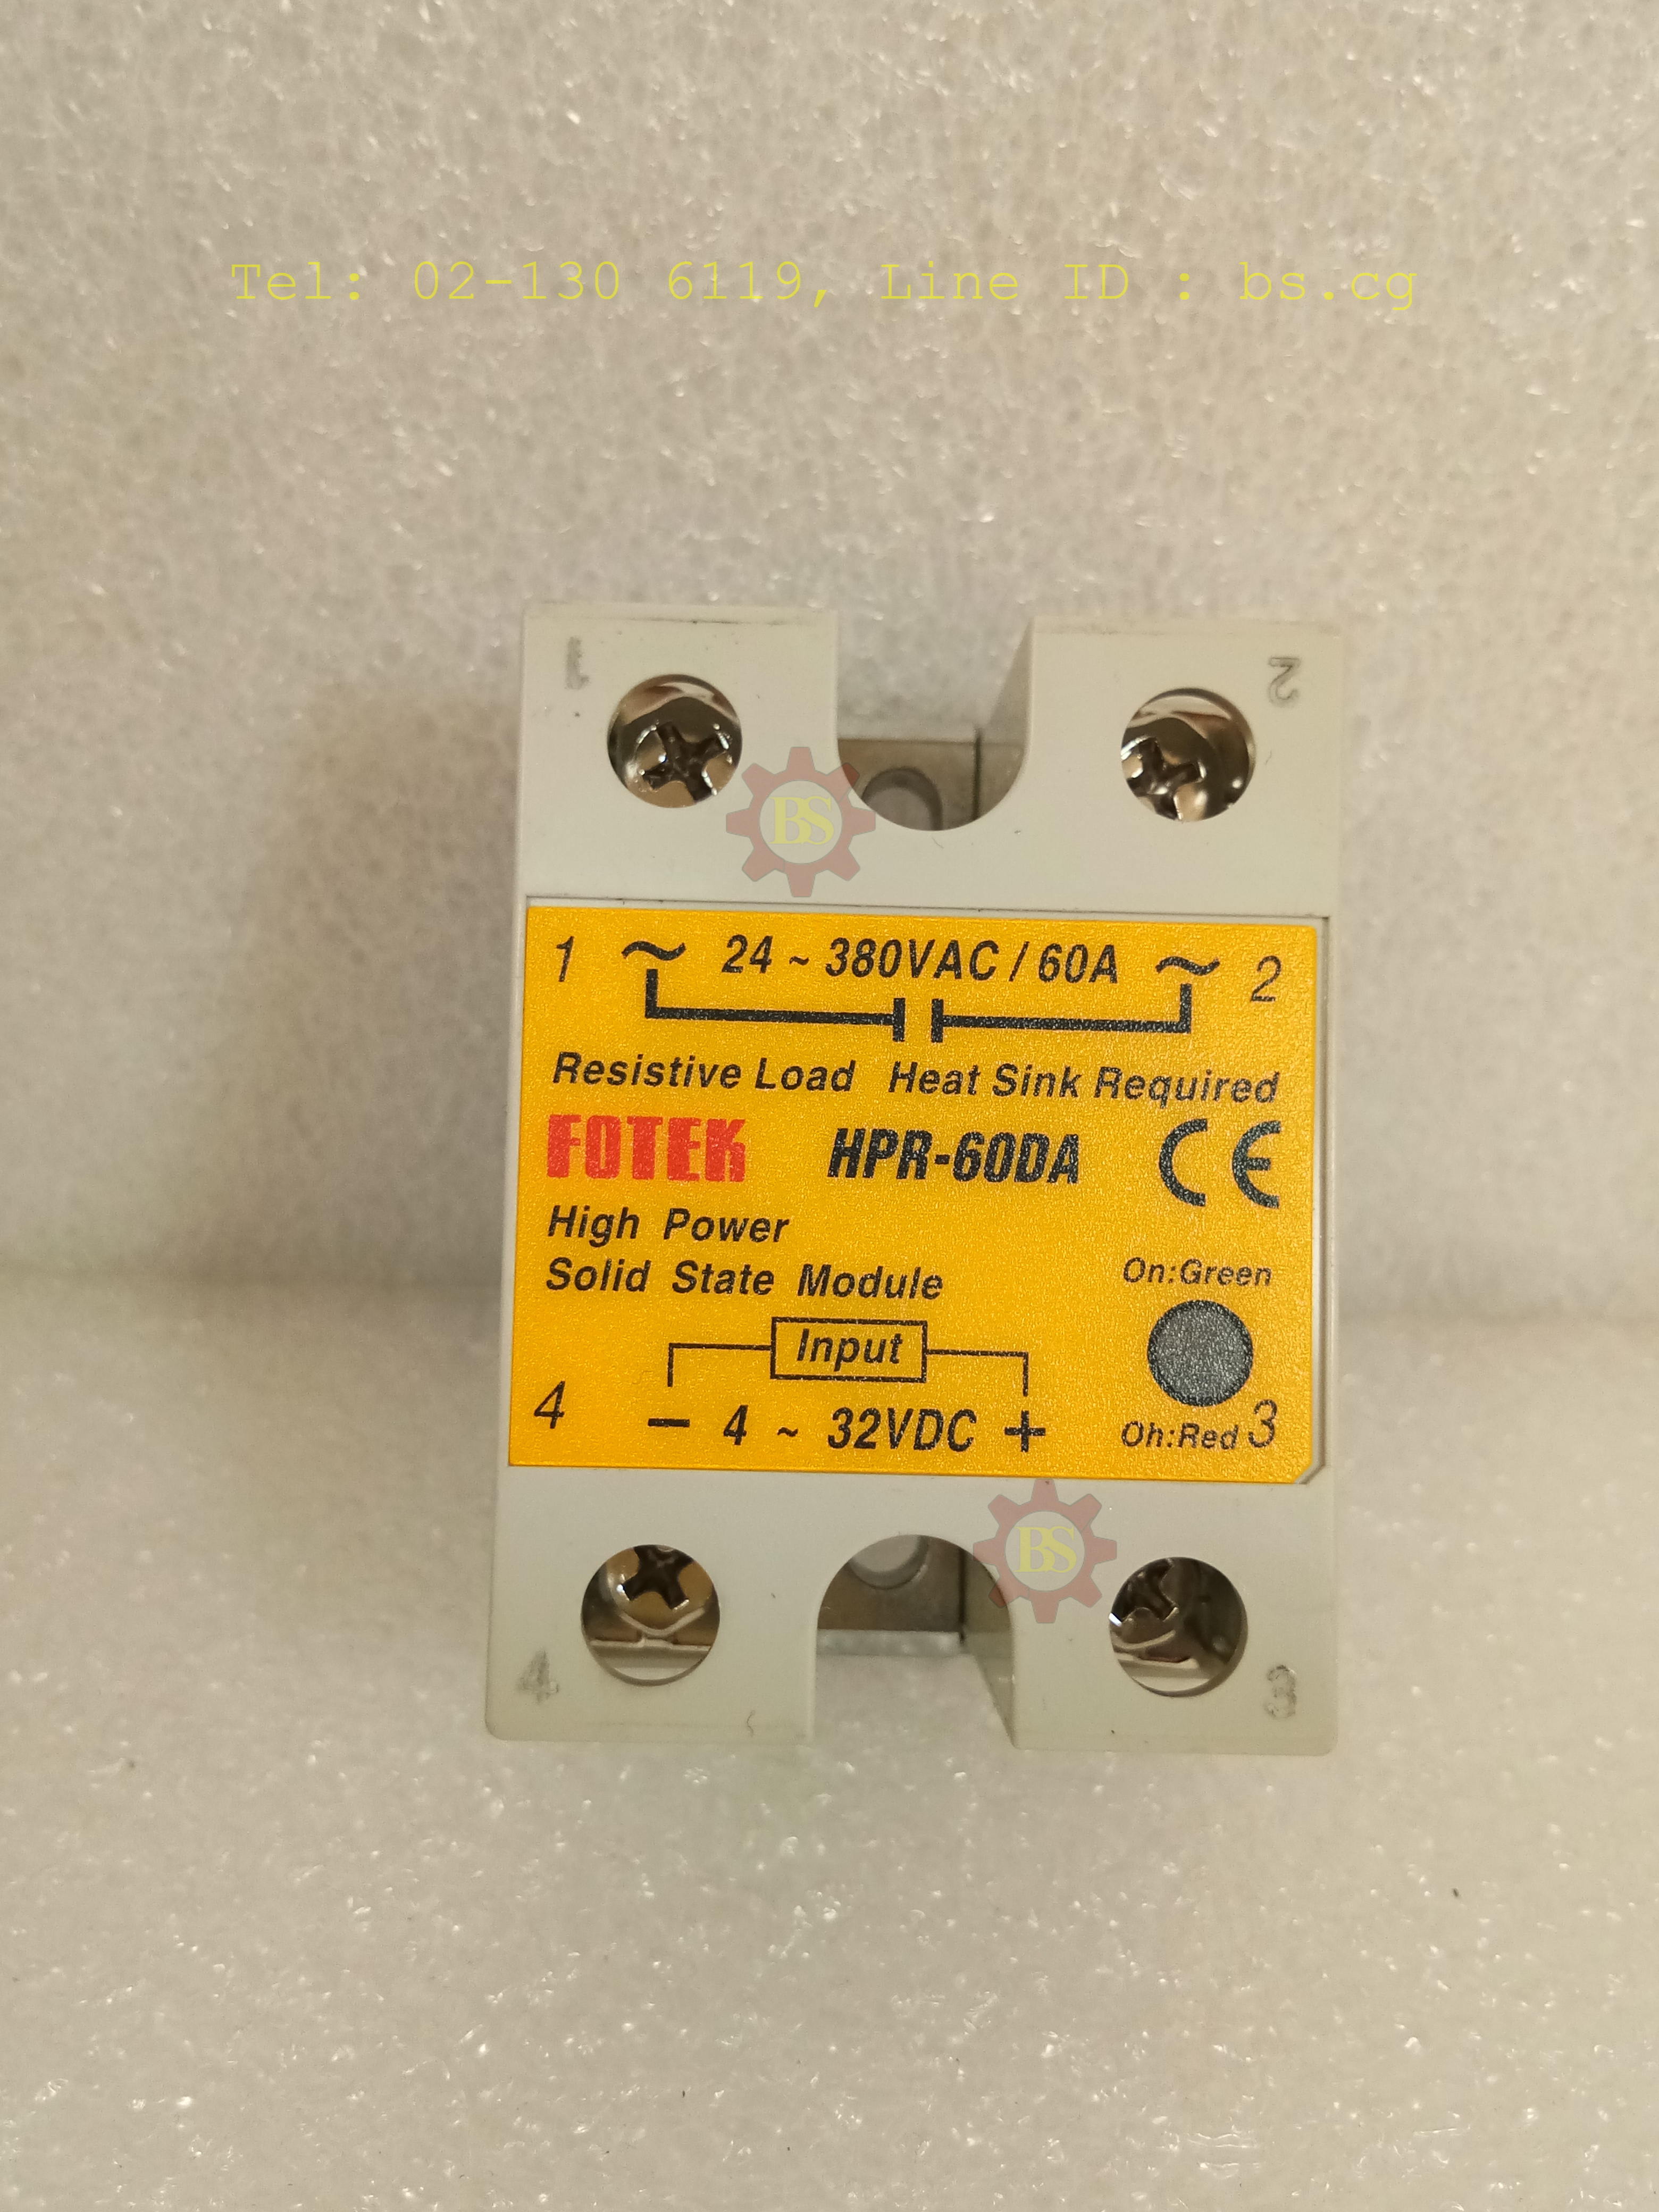 Tel: 02-130 6119, Line ID : bs.cg
1 2
BS
1 ~ 24 ~ 380VAC / 60A ~ 2
Resistive Load Heat Sink Required
FOTEK HPR-60DA CE
High Power
Solid State Module
On:Green
Input
4 - 4 ~ 32VDC + Oh:Red 3
BS
4 3